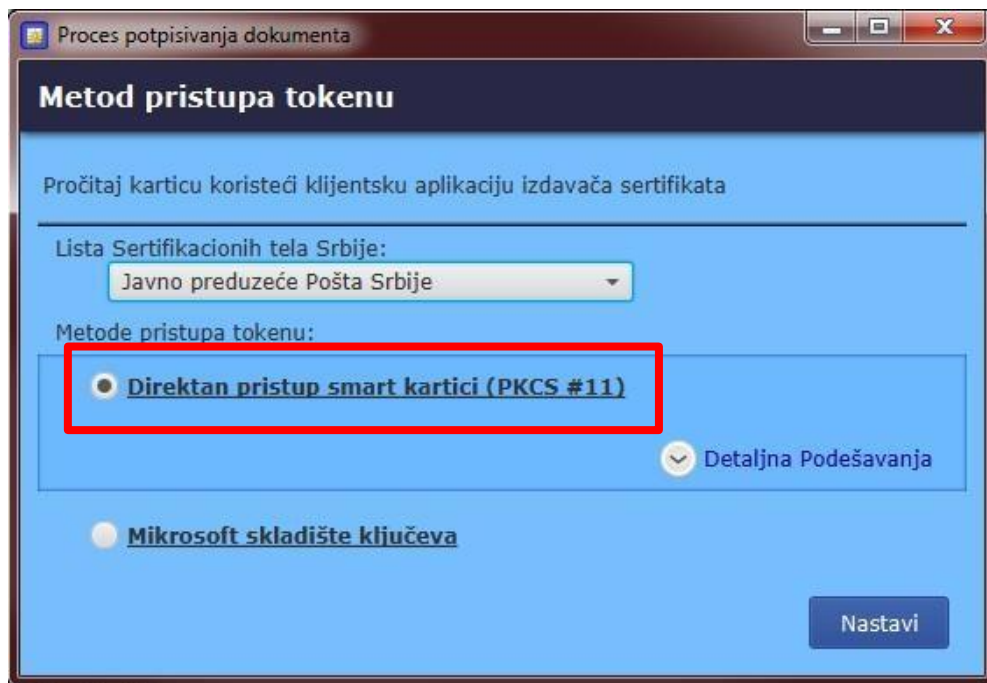 Proces potpisivanja dokumenta
Metod pristupa tokenu
Pročitaj karticu koristeći klijentsku aplikaciju izdavača sertifikata
Lista Sertifikacionih tela Srbije:
Javno preduzeće Pošta Srbije
Metode pristupa tokenu:
Direktan pristup smart kartici (PKCS #11)
Detaljna Podešavanja
Mikrosoft skladište ključeva
Nastavi